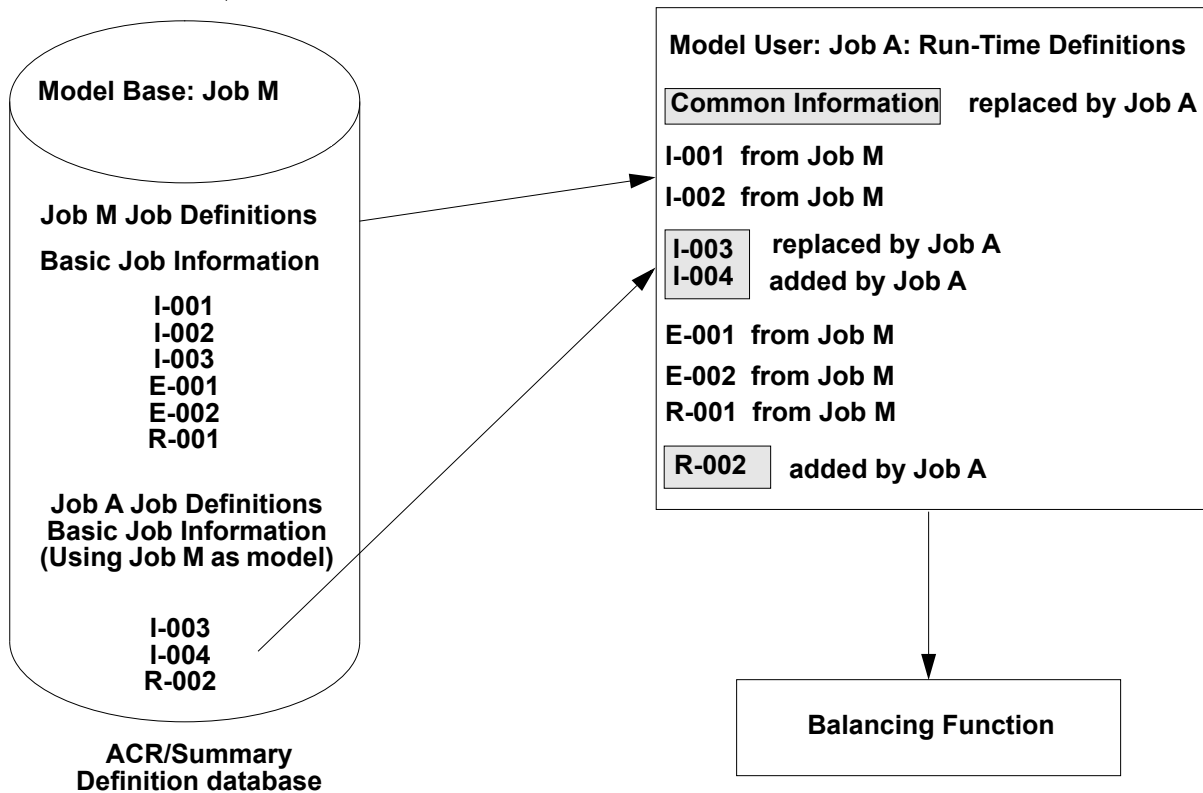 Model Base: Job M
Job M Job Definitions
Basic Job Information
I-001
I-002
I-003
E-001
E-002
R-001
Job A Job Definitions
Basic Job Information
(Using Job M as model)
I-003
I-004
R-002
ACR/Summary
Definition database
Model User: Job A: Run-Time Definitions
Common Information replaced by Job A
I-001 from Job M
I-002 from Job M
I-003 replaced by Job A
I-004 added by Job A
E-001 from Job M
E-002 from Job M
R-001 from Job M
R-002 added by Job A
Balancing Function